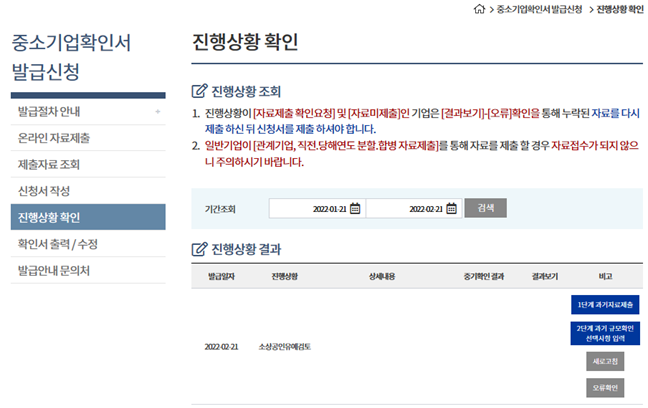 중소기업확인서 발급신청 > 진행상황 확인
중소기업확인서
발급신청
발급절차 안내 +
온라인 자료제출
제출자료 조회
신청서 작성
진행상황 확인
확인서 출력 / 수정
발급안내 문의처
진행상황 확인
진행상황 조회
1. 진행상황이 [자료제출 확인요청] 및 [자료미제출]인 기업은 [결과보기]-[오류]확인을 통해 누락된 자료를 다시
제출 하신 뒤 신청서를 제출 하셔야 합니다.
2. 일반기업이 [관계기업, 직전.당해연도 분할.합병 자료제출]를 통해 자료를 제출 할 경우 자료접수가 되지 않으
니 주의하시기 바랍니다.
기간조회 2022-01-21 2022-02-21 검색
진행상황 결과
발급일자 진행상황 상세내용 중기확인 결과 결과보기 비고
1단계 과기자료제출
2단계 과기 규모확인
선택사항 입력
2022-02-21 소상공인유예검토
새로고침
오류확인